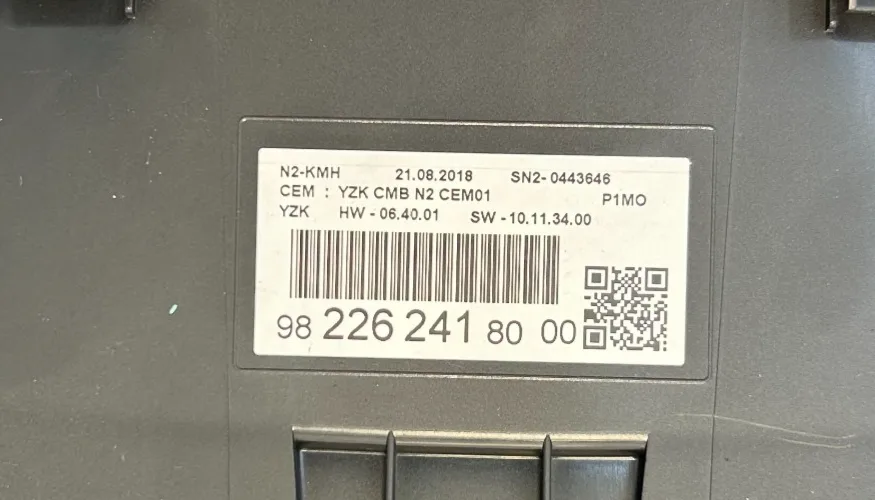 N2-KMH 21.08.2018 SN2- 0443646
CEM : YZK CMB N2 CEM01 P1MO
YZK HW - 06.40.01 SW - 10.11.34.00
98 226 241 80 00